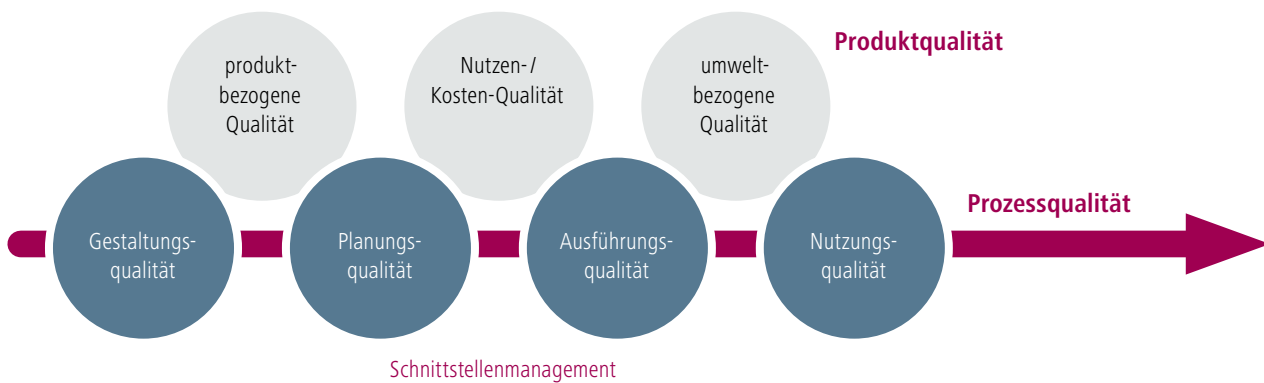 Produktqualität
produkt-
bezogene
Qualität
Nutzen- /
Kosten-Qualität
umwelt-
bezogene
Qualität
Prozessqualität
Gestaltungs-
qualität
Planungs-
qualität
Ausführungs-
qualität
Nutzungs-
qualität
Schnittstellenmanagement